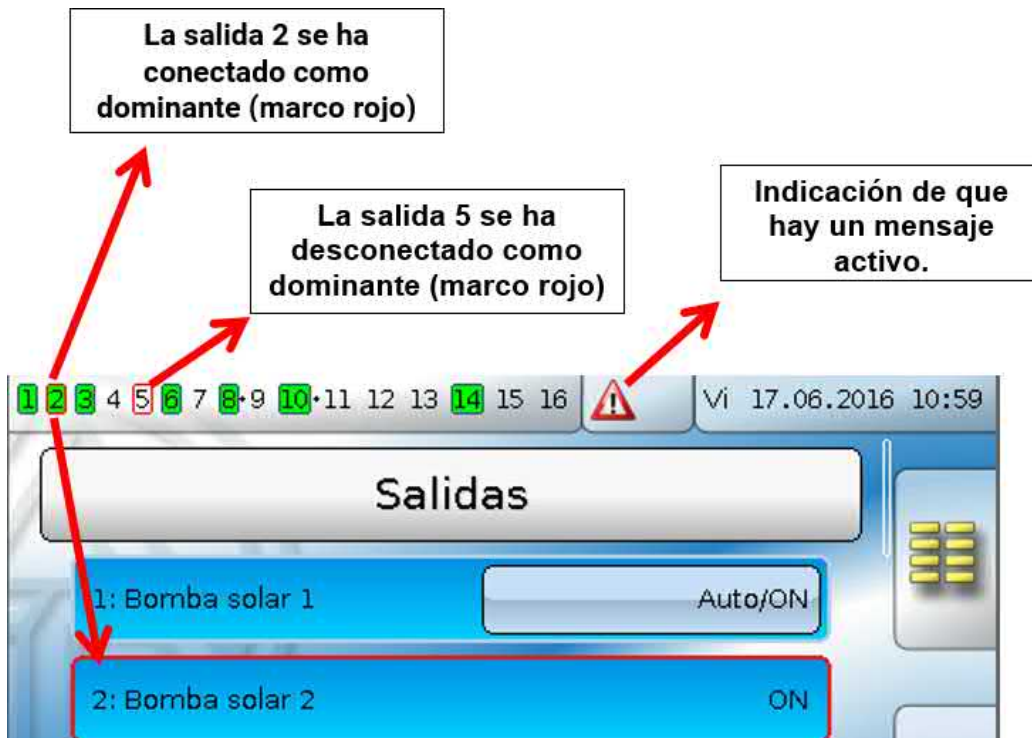 La salida 2 se ha
conectado como
dominante (marco rojo)
La salida 5 se ha
desconectado como
dominante (marco rojo)
Indicación de que
hay un mensaje
activo.
1 2 3 4 5 6 7 8·9 10·11 12 13 14 15 16
Vi 17.06.2016 10:59
Salidas
1: Bomba solar 1 Auto/ON
2: Bomba solar 2 ON